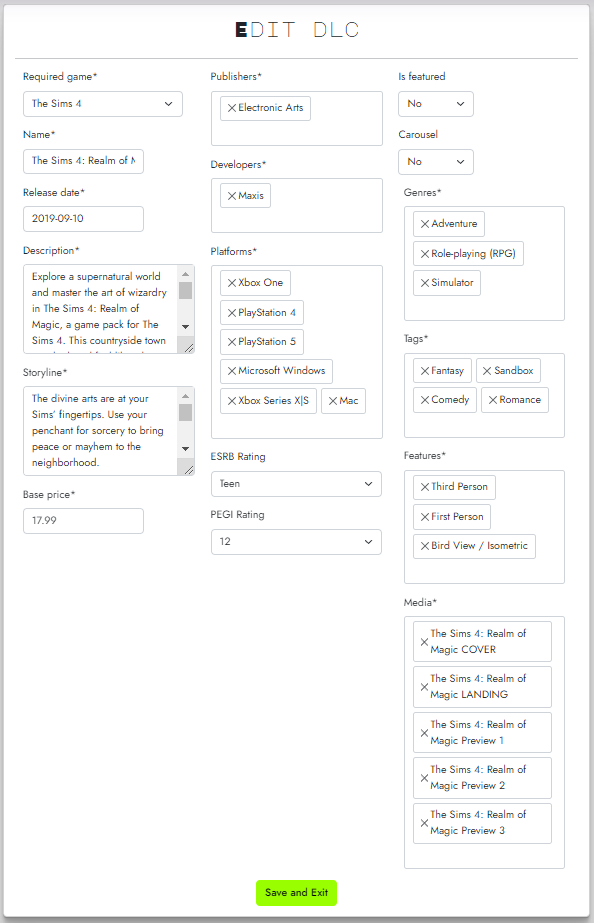 EDIT DLC
Required game*
The Sims 4
Name*
The Sims 4: Realm of M
Release date*
2019-09-10
Description*
Explore a supernatural world
and master the art of wizardry
in The Sims 4: Realm of
Magic, a game pack for The
Sims 4. This countryside town
Storyline*
The divine arts are at your
Sims' fingertips. Use your
penchant for sorcery to bring
peace or mayhem to the
neighborhood.
Base price*
17.99
Publishers*
Electronic Arts
Developers*
Maxis
Platforms*
Xbox One
PlayStation 4
PlayStation 5
Microsoft Windows
Xbox Series X|S Mac
ESRB Rating
Teen
PEGI Rating
12
Is featured
No
Carousel
No
Genres*
Adventure
Role-playing (RPG)
Simulator
Tags*
Fantasy Sandbox
Comedy Romance
Features*
Third Person
First Person
Bird View / Isometric
Media*
The Sims 4: Realm of
Magic COVER
The Sims 4: Realm of
Magic LANDING
The Sims 4: Realm of
Magic Preview 1
The Sims 4: Realm of
Magic Preview 2
The Sims 4: Realm of
Magic Preview 3
Save and Exit